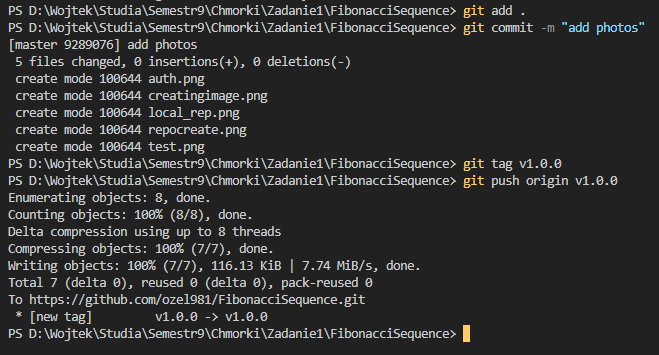 PS D:\Wojtek\Studia\Semestr9\Chmorki\Zadanie1\FibonacciSequence> git add .
PS D:\Wojtek\Studia\Semestr9\Chmorki\Zadanie1\FibonacciSequence> git commit -m "add photos"
[master 9289076] add photos
 5 files changed, 0 insertions(+), 0 deletions(-)
 create mode 100644 auth.png
 create mode 100644 creatingimage.png
 create mode 100644 local_rep.png
 create mode 100644 repocreate.png
 create mode 100644 test.png
PS D:\Wojtek\Studia\Semestr9\Chmorki\Zadanie1\FibonacciSequence> git tag v1.0.0
PS D:\Wojtek\Studia\Semestr9\Chmorki\Zadanie1\FibonacciSequence> git push origin v1.0.0
Enumerating objects: 8, done.
Counting objects: 100% (8/8), done.
Delta compression using up to 8 threads
Compressing objects: 100% (7/7), done.
Writing objects: 100% (7/7), 116.13 KiB | 7.74 MiB/s, done.
Total 7 (delta 0), reused 0 (delta 0), pack-reused 0
To https://github.com/ozel981/FibonacciSequence.git
 * [new tag]         v1.0.0 -> v1.0.0
PS D:\Wojtek\Studia\Semestr9\Chmorki\Zadanie1\FibonacciSequence>